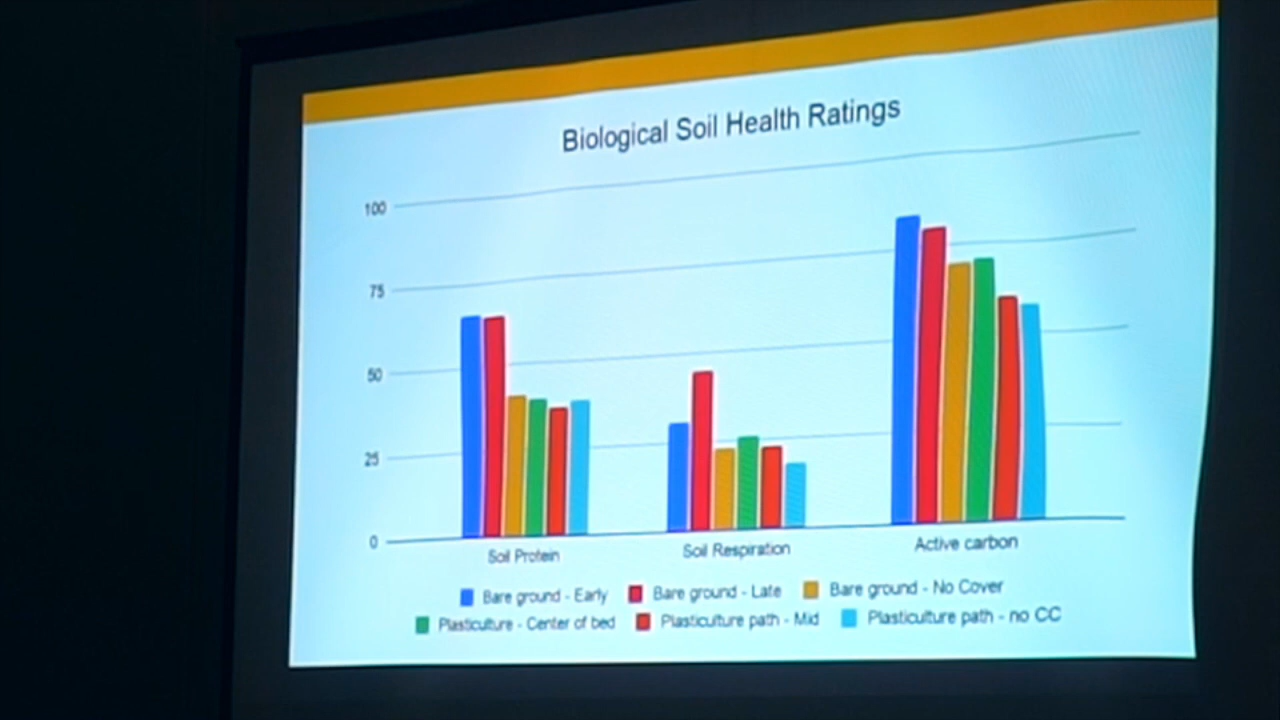 Biological Soil Health Ratings
100
75
50
25
0
Soil Protein Soil Respiration Active carbon
Bare ground - Early Bare ground - Late Bare ground - No Cover
Plasticulture - Center of bed Plasticulture path - Mid Plasticulture path - no CC